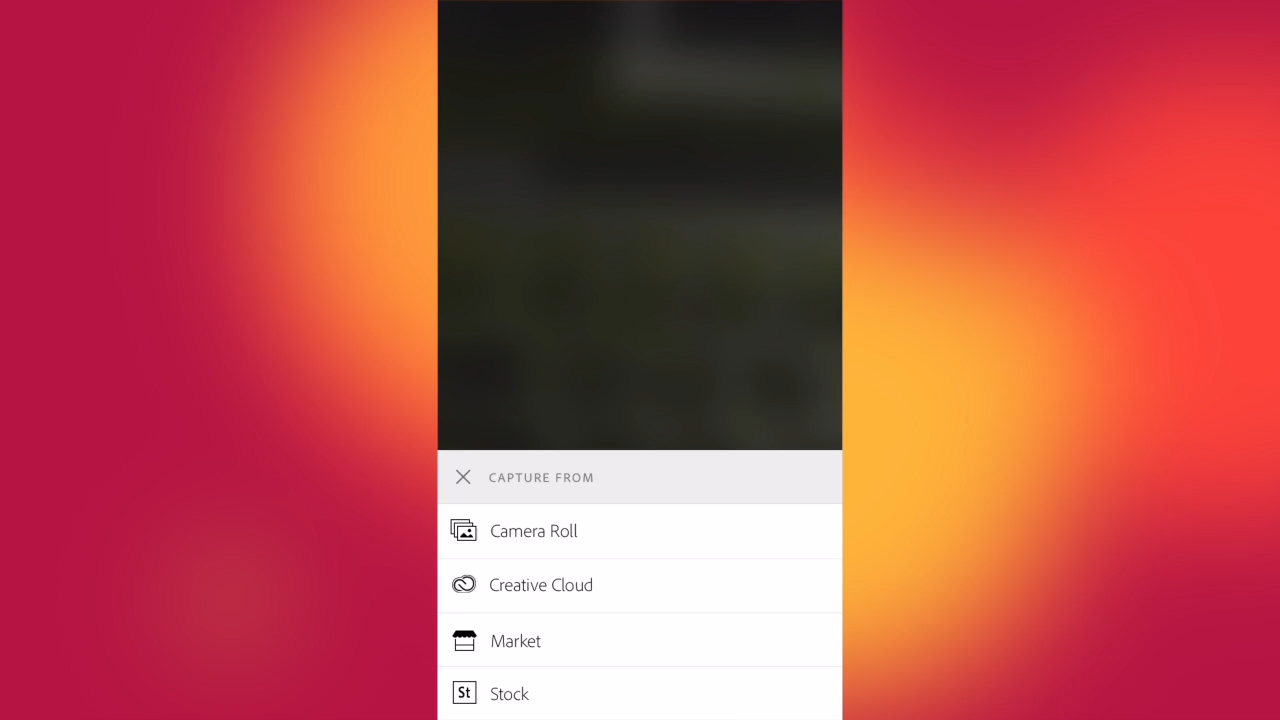 CAPTURE FROM
Camera Roll
Creative Cloud
Market
St Stock